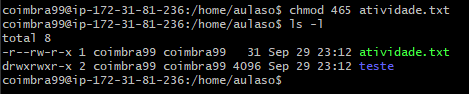 coimbra99@ip-172-31-81-236:/home/aulaso$ chmod 465 atividade.txt
coimbra99@ip-172-31-81-236:/home/aulaso$ ls -l
total 8
-r--rw-r-x 1 coimbra99 coimbra99   31 Sep 29 23:12 atividade.txt
drwxrwxr-x 2 coimbra99 coimbra99 4096 Sep 29 23:12 teste
coimbra99@ip-172-31-81-236:/home/aulaso$